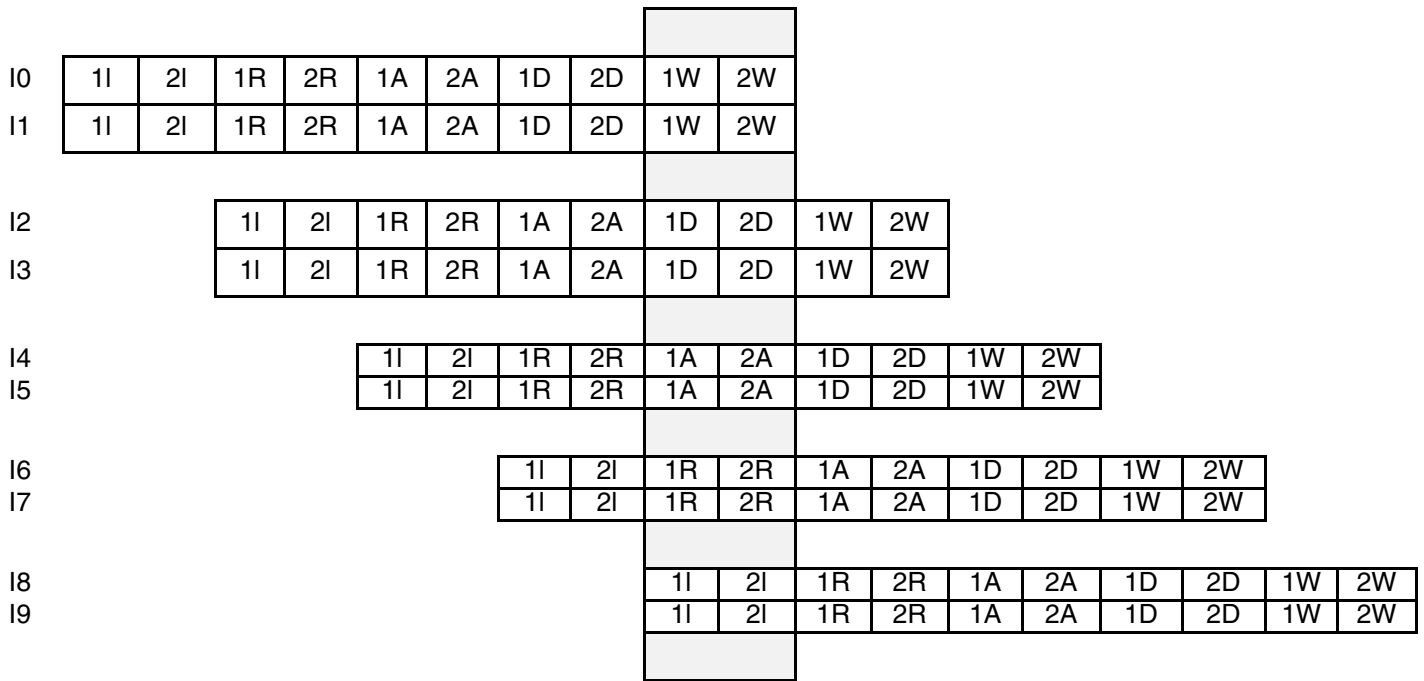 I0 1I 2I 1R 2R 1A 2A 1D 2D 1W 2W
I1 1I 2I 1R 2R 1A 2A 1D 2D 1W 2W
I2 1I 2I 1R 2R 1A 2A 1D 2D 1W 2W
I3 1I 2I 1R 2R 1A 2A 1D 2D 1W 2W
I4 1I 2I 1R 2R 1A 2A 1D 2D 1W 2W
I5 1I 2I 1R 2R 1A 2A 1D 2D 1W 2W
I6 1I 2I 1R 2R 1A 2A 1D 2D 1W 2W
I7 1I 2I 1R 2R 1A 2A 1D 2D 1W 2W
I8 1I 2I 1R 2R 1A 2A 1D 2D 1W 2W
I9 1I 2I 1R 2R 1A 2A 1D 2D 1W 2W